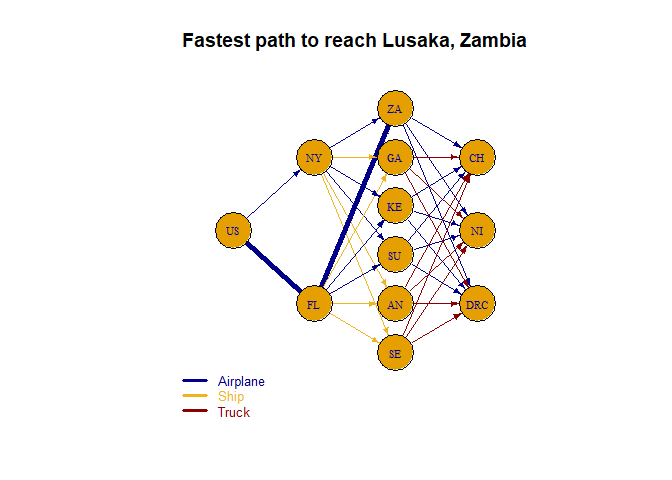 Fastest path to reach Lusaka, Zambia
ZA
NY
GA
CH
KE
US
NI
SU
FL
AN
DRC
SE
Airplane
Ship
Truck